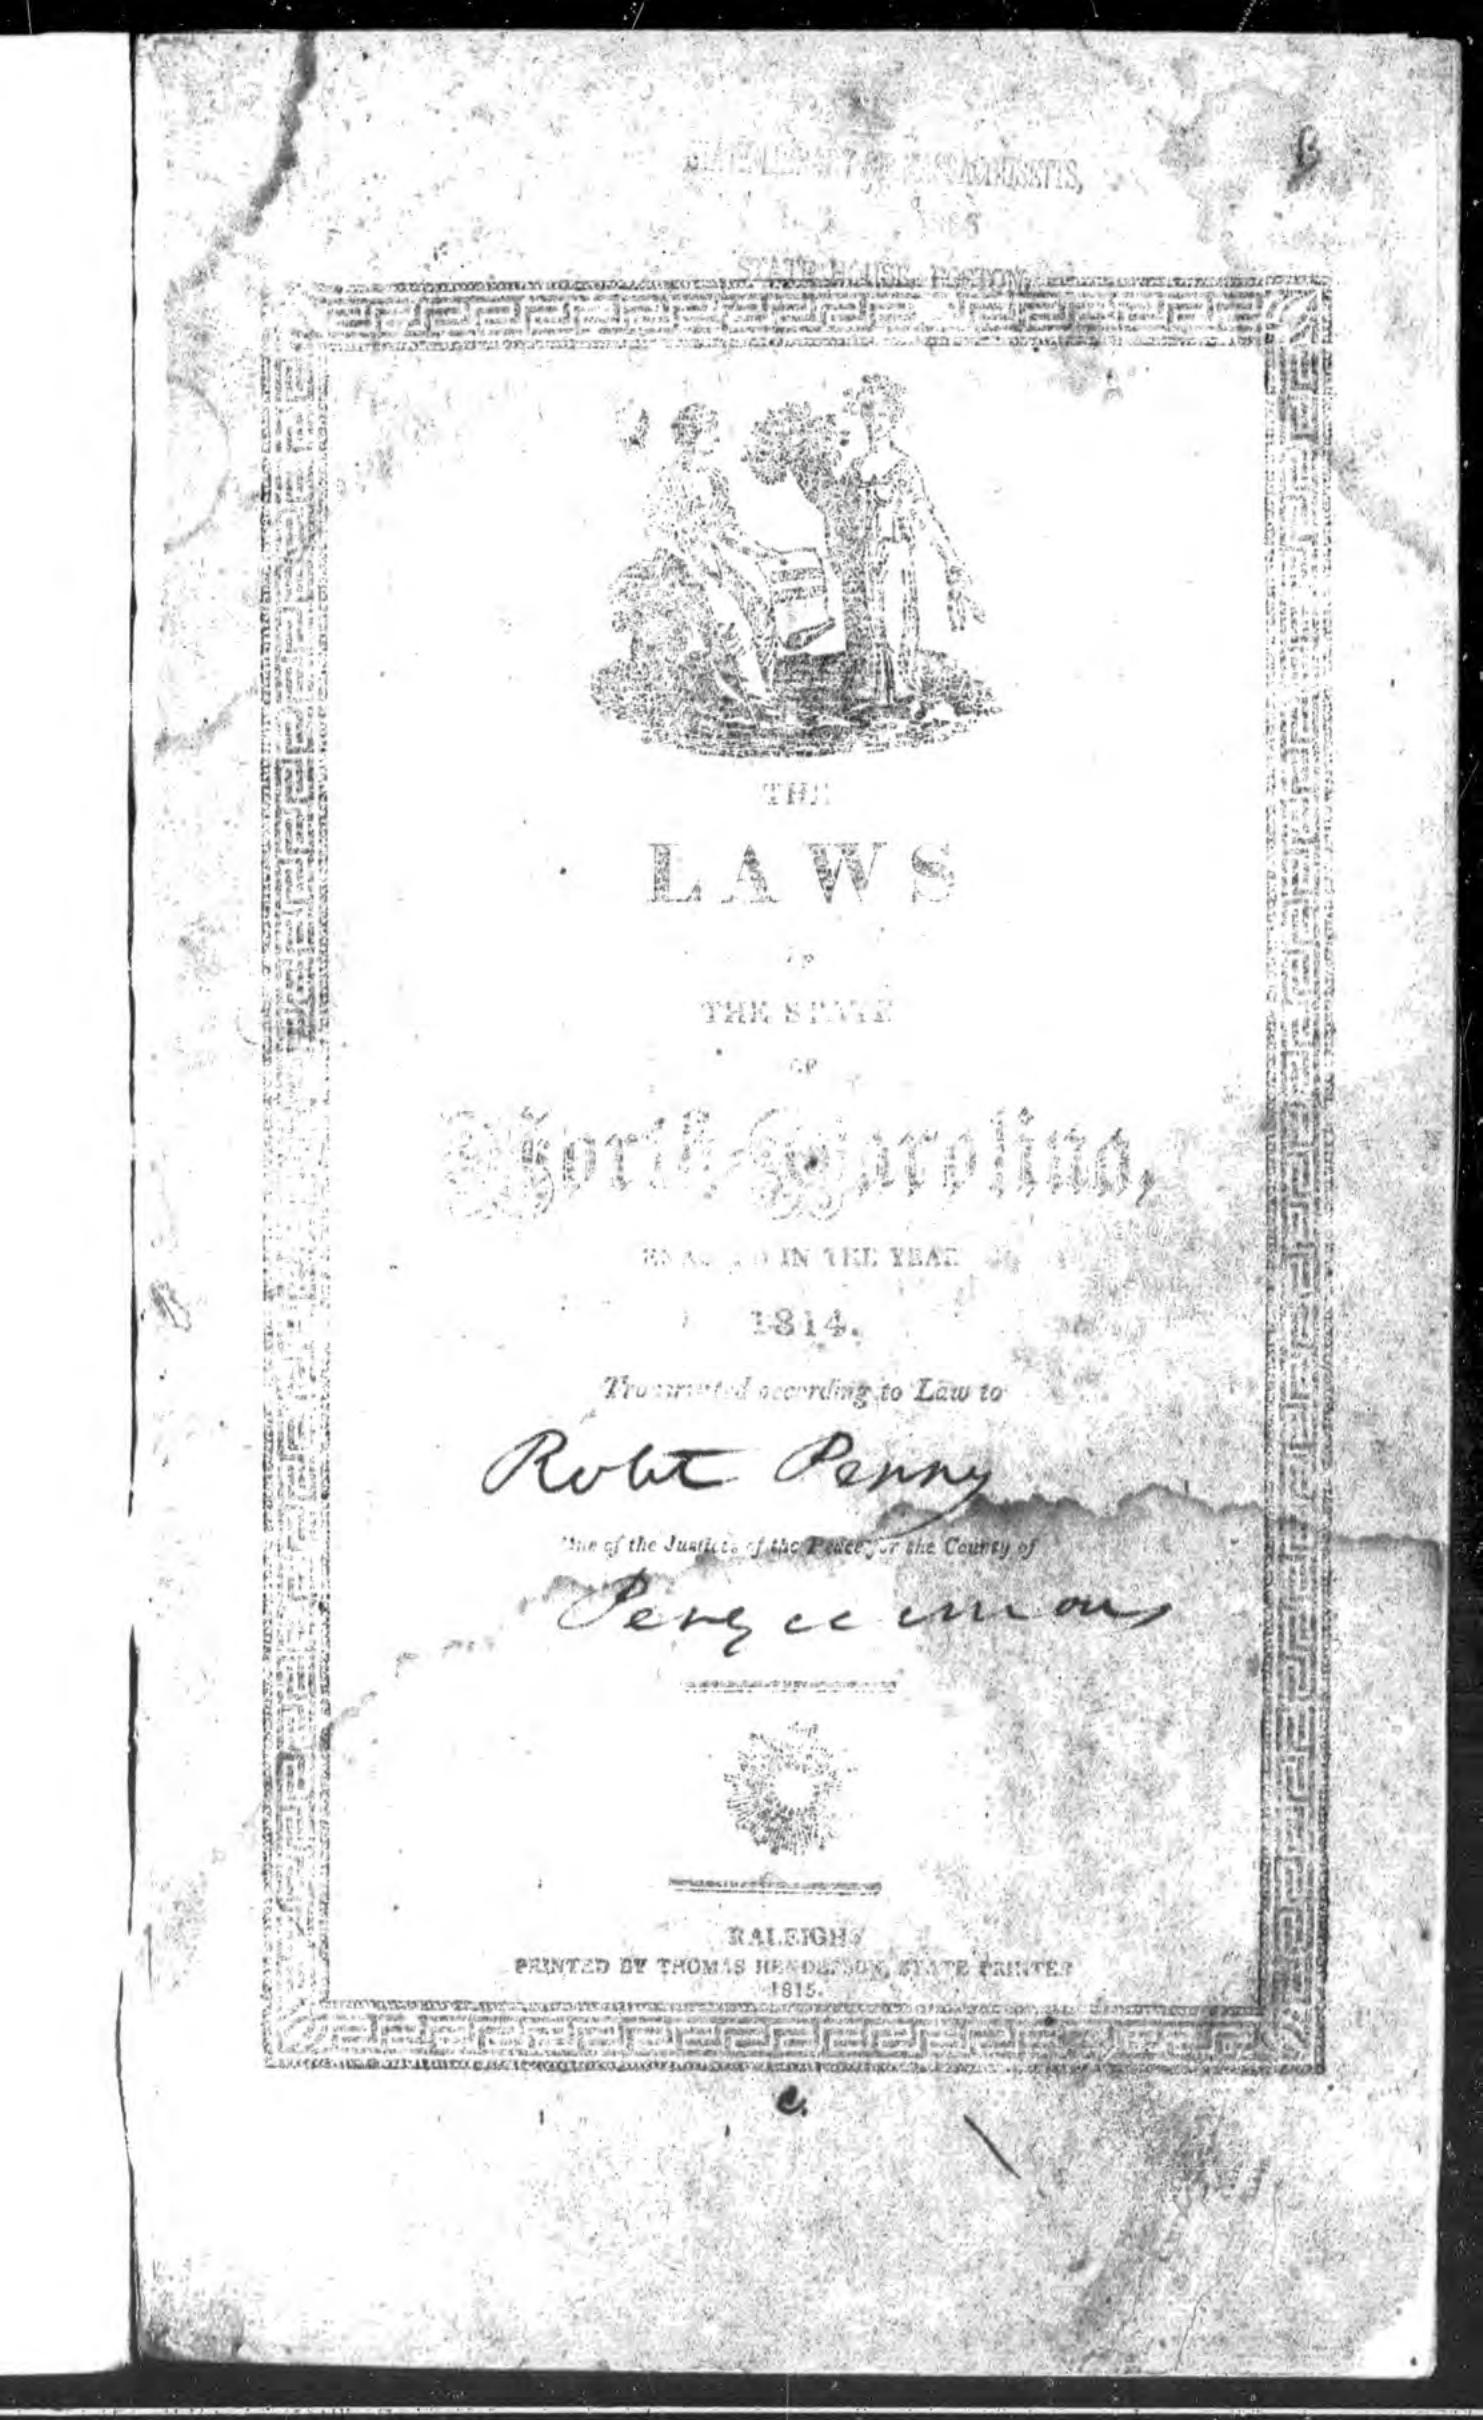 STATE LIBRARY OF MASSACHUSETTS,
STATE HOUSE, BOSTON.
THE
LAWS
OF
THE STATE
OF
North-Carolina,
ENACTED IN THE YEAR
1814.
Transmitted according to Law to
Robt Penny
One of the Justices of the Peace for the County of
Perquimons
RALEIGH:
PRINTED BY THOMAS HENDERSON, STATE PRINTER
1815.